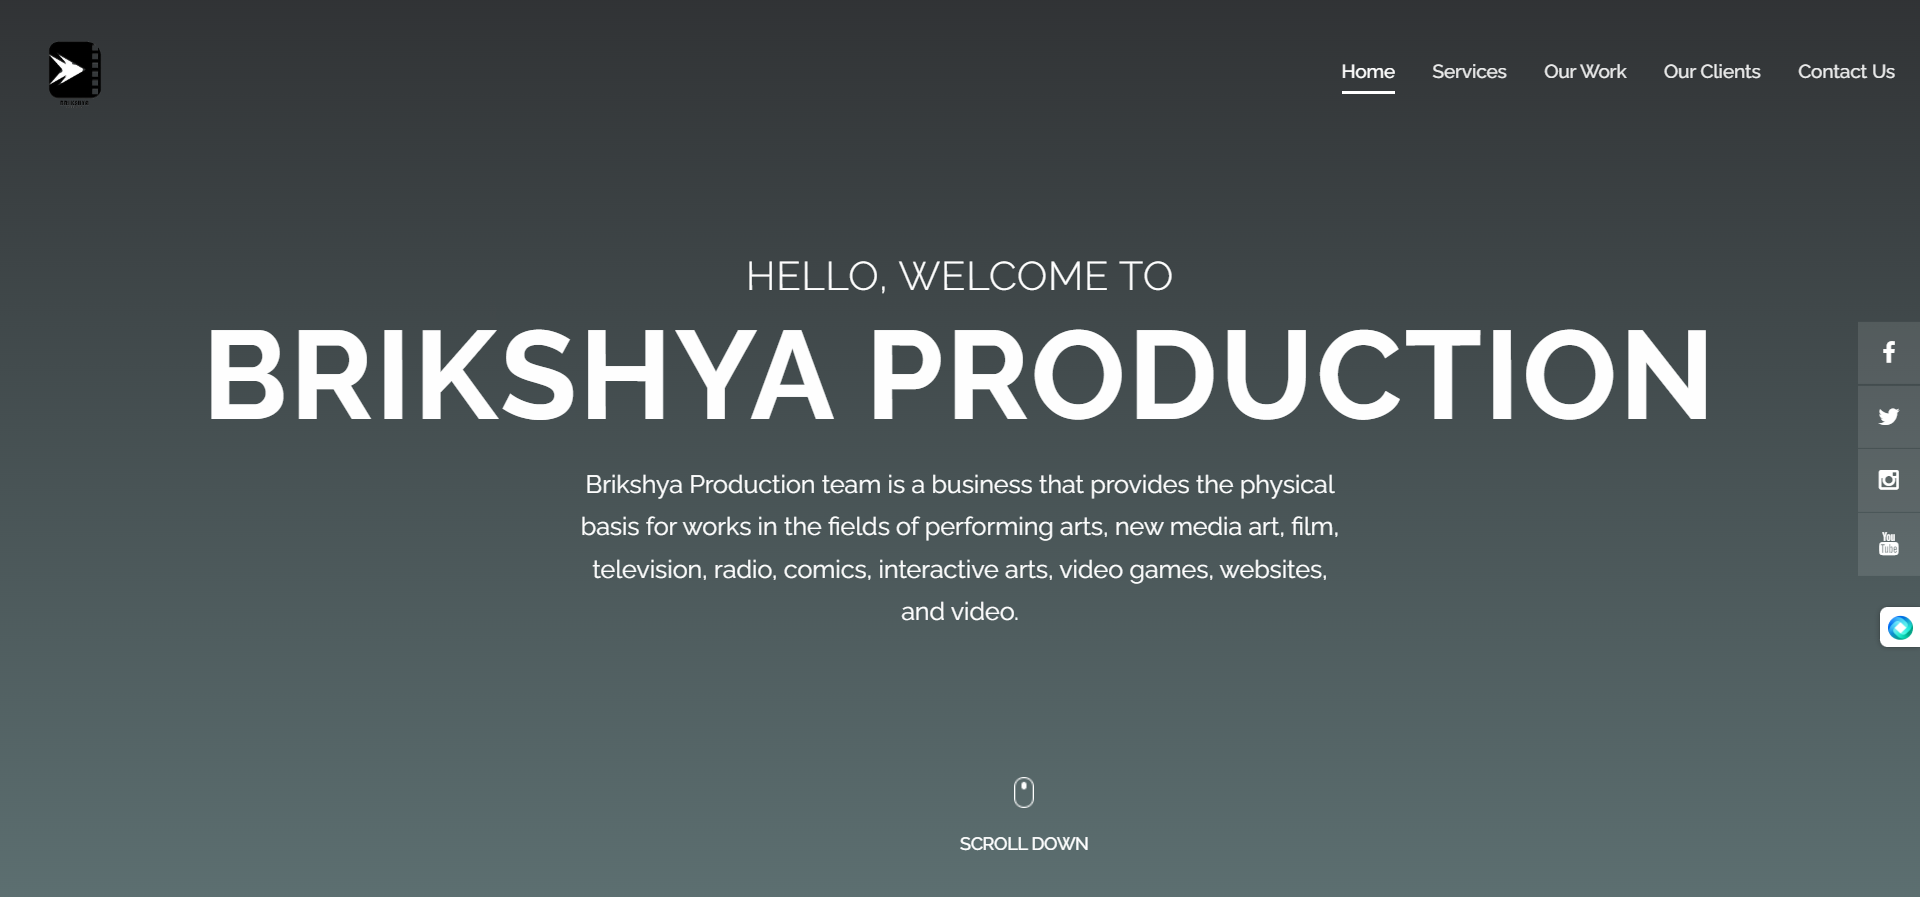 Home Services Our Work Our Clients Contact Us
HELLO, WELCOME TO
BRIKSHYA PRODUCTION
Brikshya Production team is a business that provides the physical
basis for works in the fields of performing arts, new media art, film,
television, radio, comics, interactive arts, video games, websites,
and video.
You
Tube
SCROLL DOWN